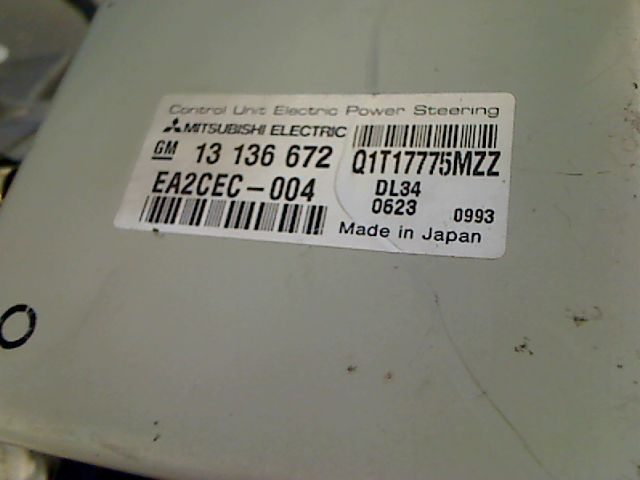 Control Unit Electric Power Steering
MITSUBISHI ELECTRIC
GM 13 136 672
Q1T17775MZZ
EA2CEC-004
DL34
0623 0993
Made in Japan